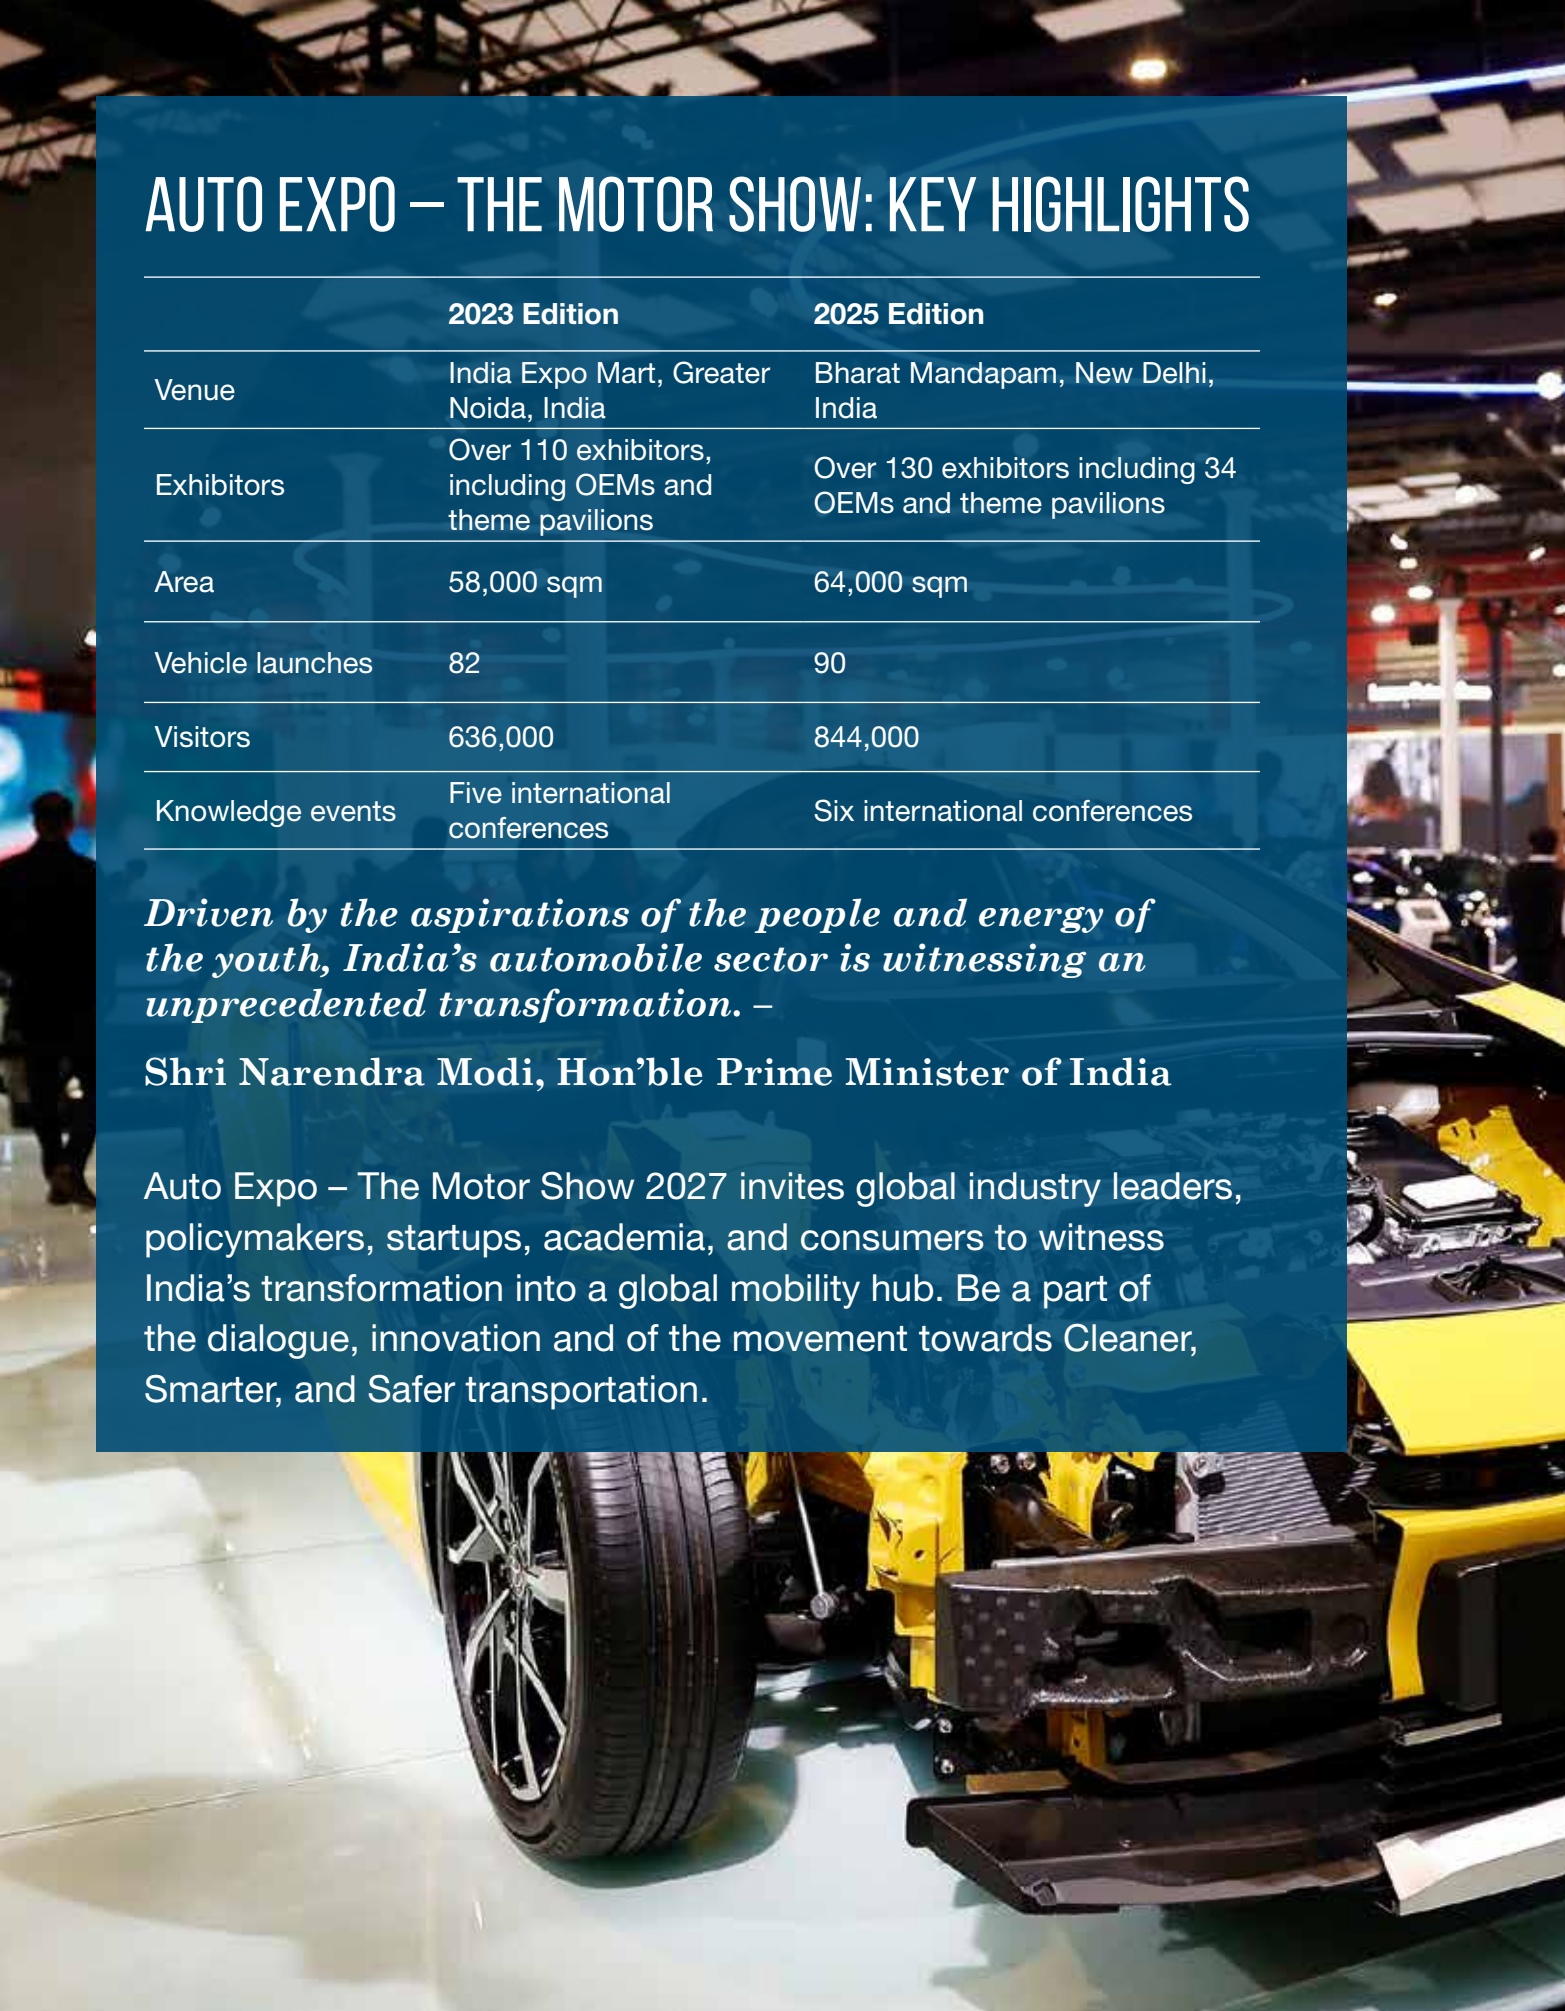 AUTO EXPO – THE MOTOR SHOW: KEY HIGHLIGHTS
2023 Edition 2025 Edition
Venue
India Expo Mart, Greater
Noida, India
Bharat Mandapam, New Delhi,
India
Exhibitors
Over 110 exhibitors,
including OEMs and
theme pavilions
Over 130 exhibitors including 34
OEMs and theme pavilions
Area 58,000 sqm 64,000 sqm
Vehicle launches 82 90
Visitors 636,000 844,000
Knowledge events
Five international
conferences
Six international conferences
Driven by the aspirations of the people and energy of
the youth, India’s automobile sector is witnessing an
unprecedented transformation. –
Shri Narendra Modi, Hon’ble Prime Minister of India
Auto Expo – The Motor Show 2027 invites global industry leaders,
policymakers, startups, academia, and consumers to witness
India’s transformation into a global mobility hub. Be a part of
the dialogue, innovation and of the movement towards Cleaner,
Smarter, and Safer transportation.